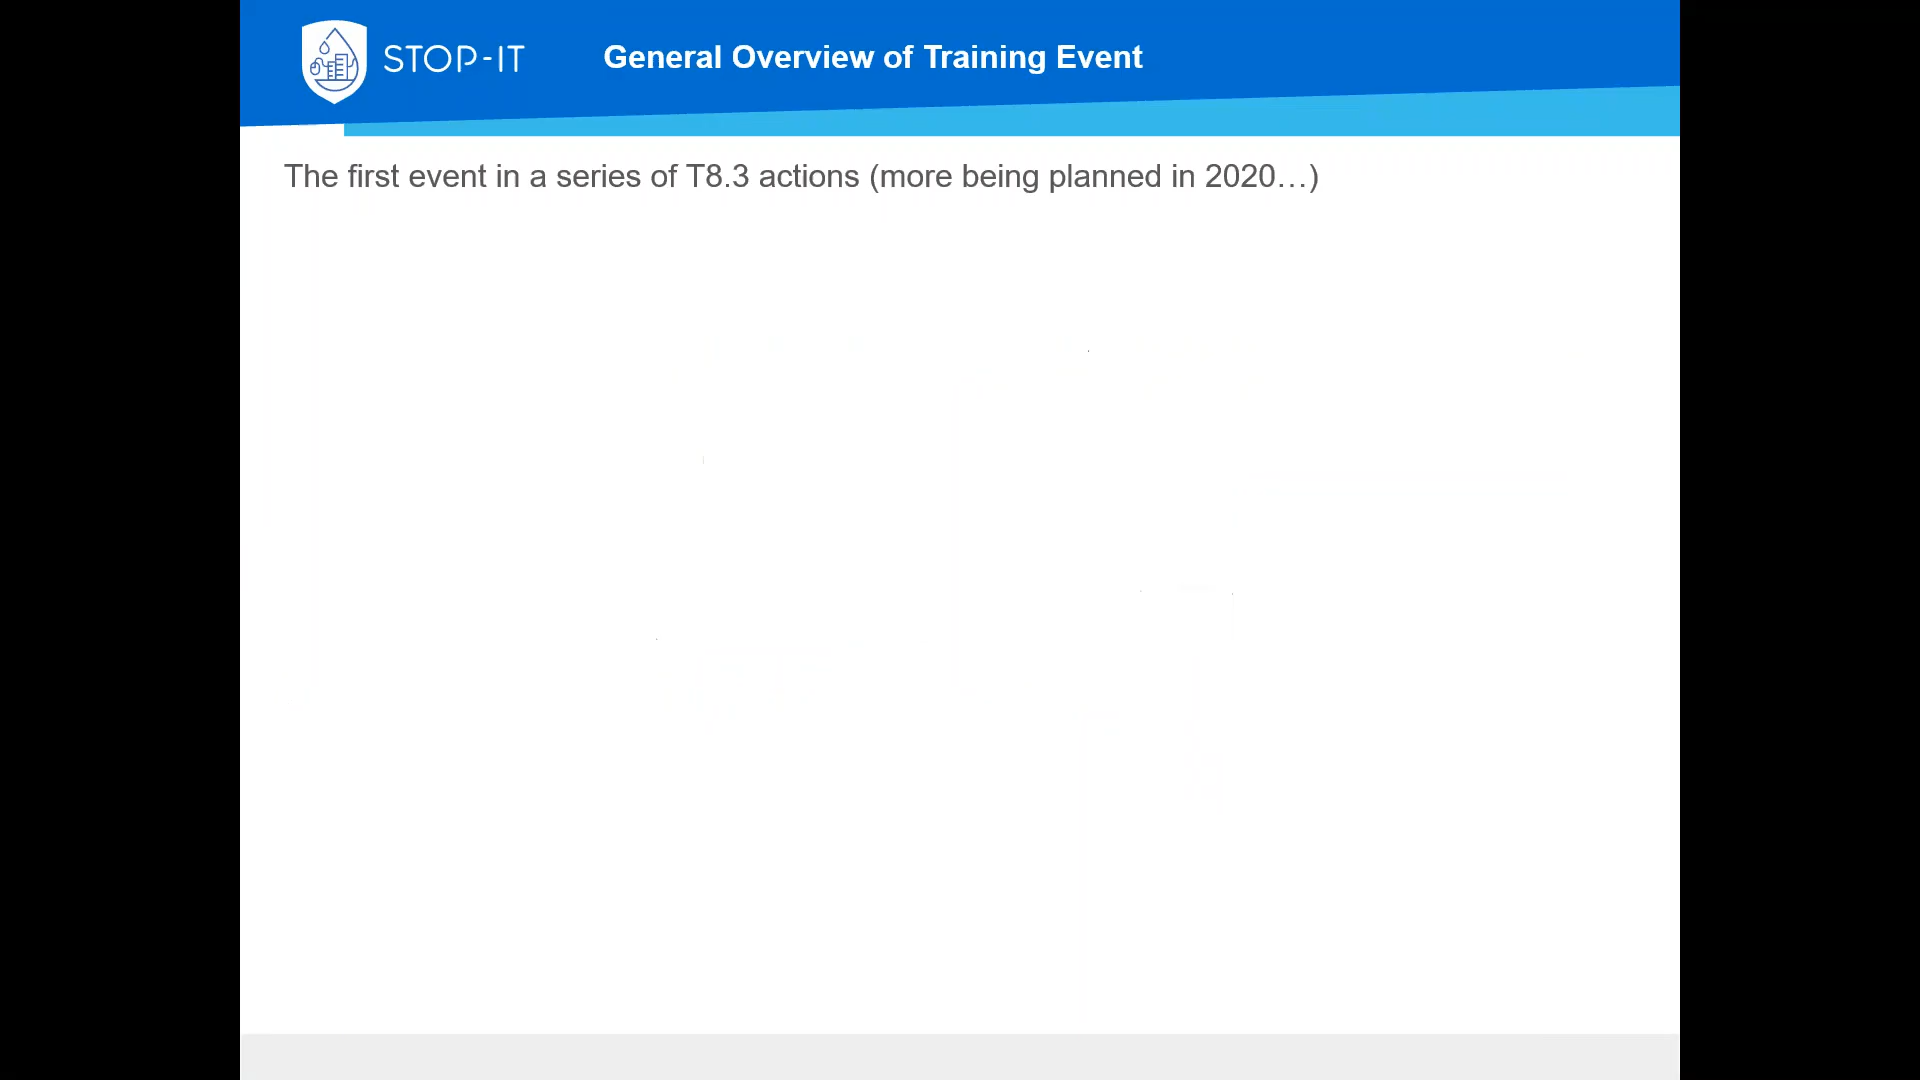 STOP-IT
General Overview of Training Event
The first event in a series of T8.3 actions (more being planned in 2020…)